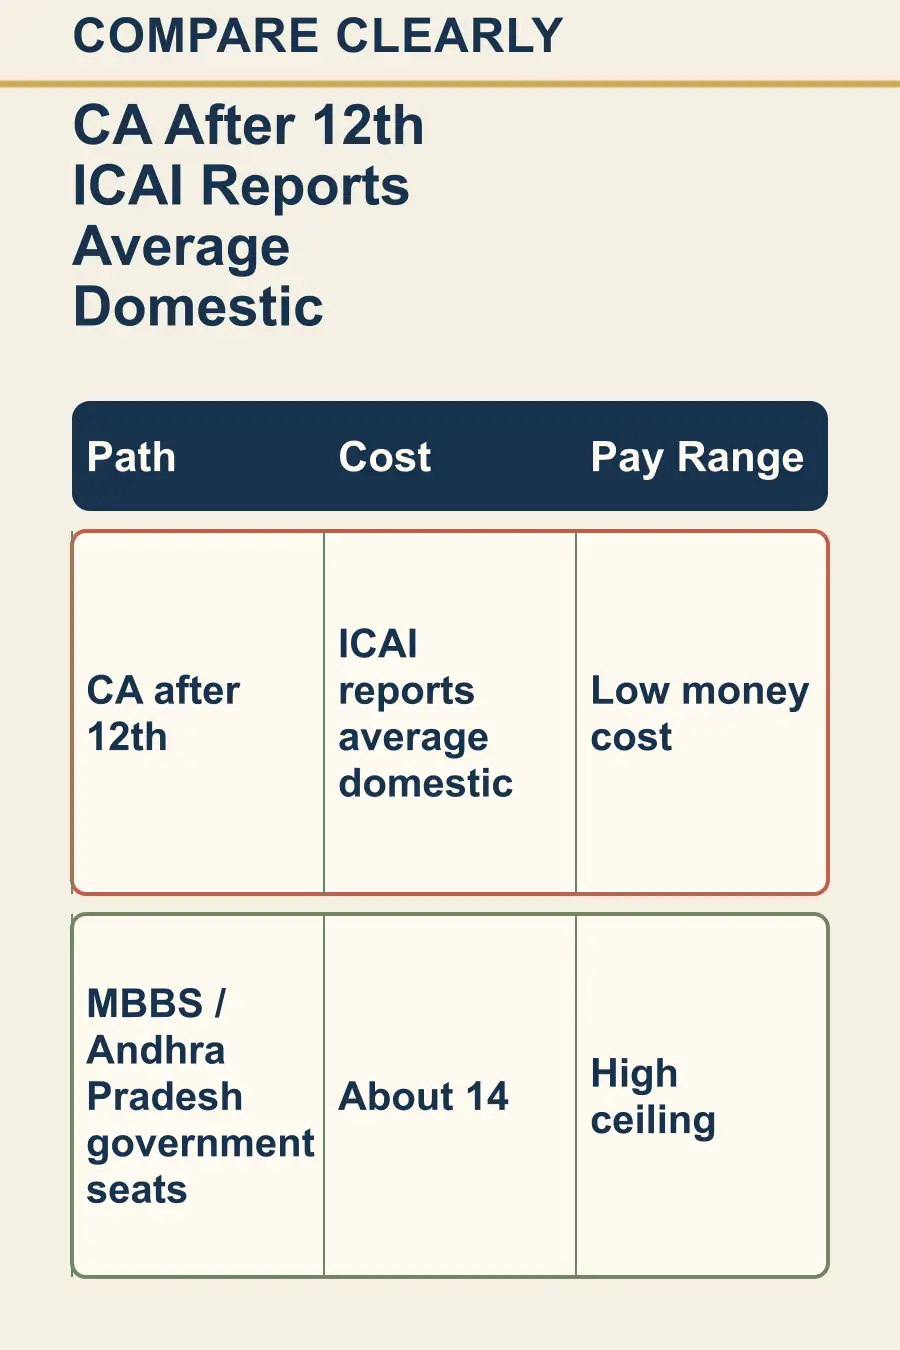 COMPARE CLEARLY
CA After 12th
ICAI Reports
Average
Domestic
Path Cost Pay Range
CA after
12th
ICAI
reports
average
domestic
Low money
cost
MBBS /
Andhra
Pradesh
government
seats
About 14
High
ceiling